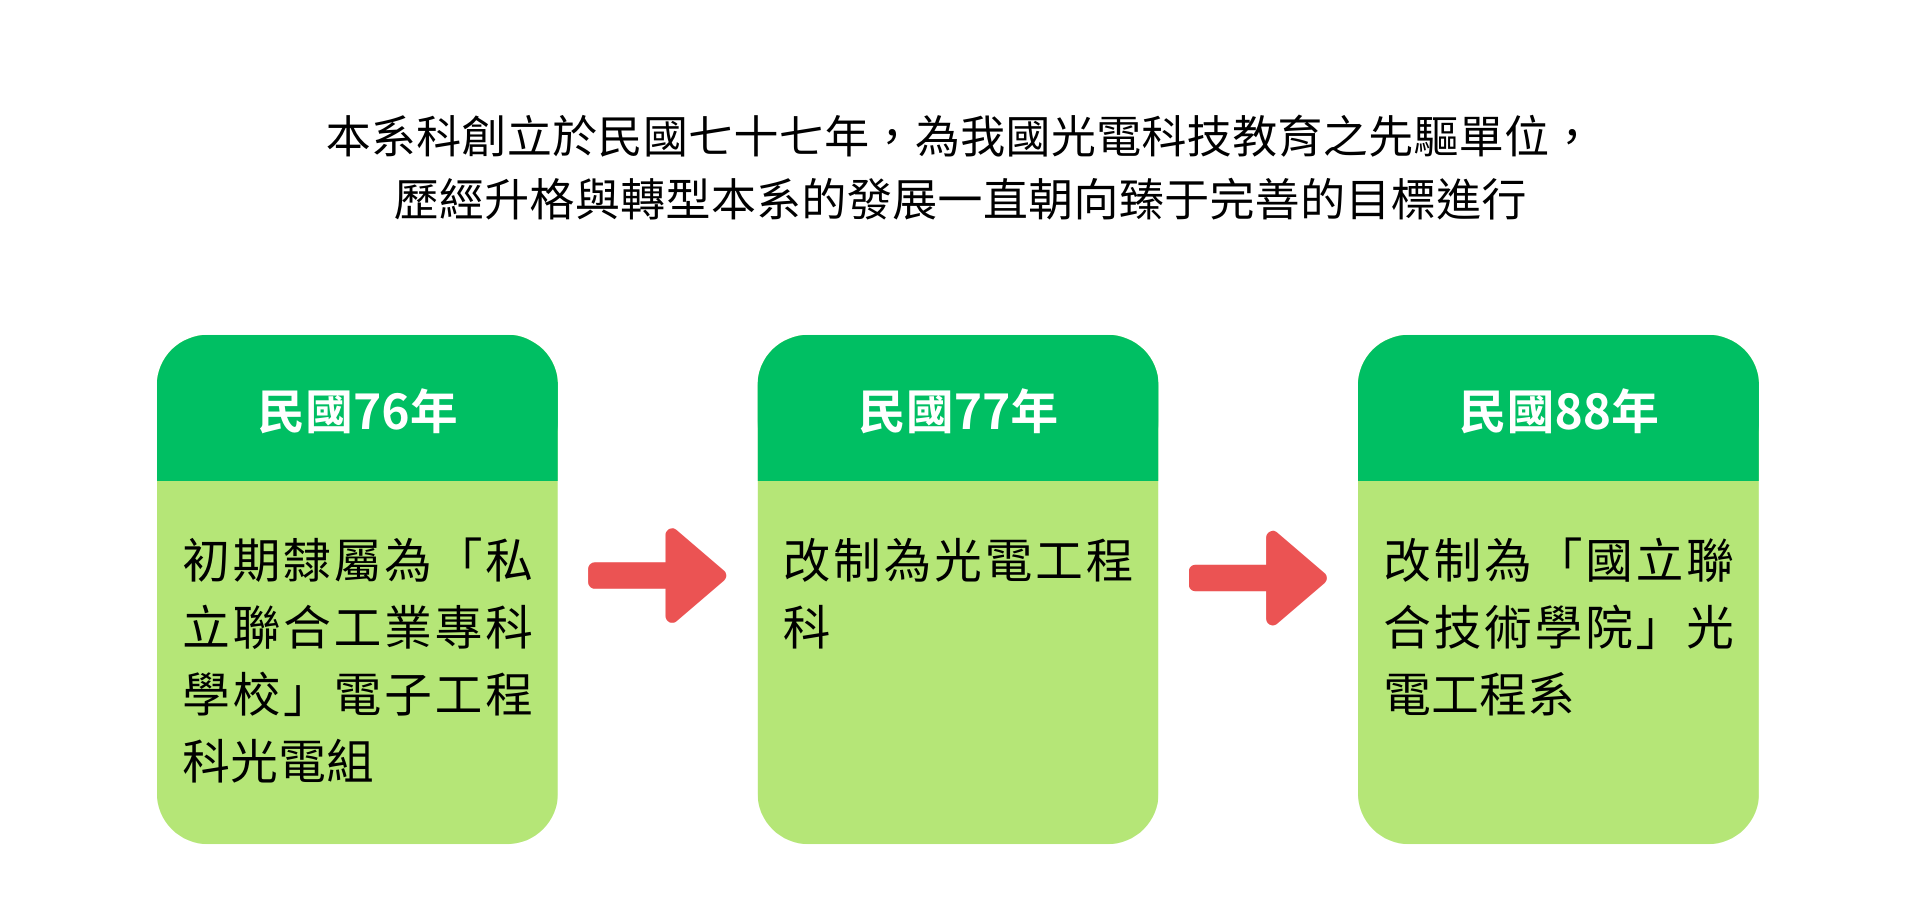 本系科創立於民國七十七年，為我國光電科技教育之先驅單位，
歷經升格與轉型本系的發展一直朝向臻于完善的目標進行
民國76年
初期隸屬為「私
立聯合工業專科
學校」電子工程
科光電組
民國77年
改制為光電工程
科
民國88年
改制為「國立聯
合技術學院」光
電工程系